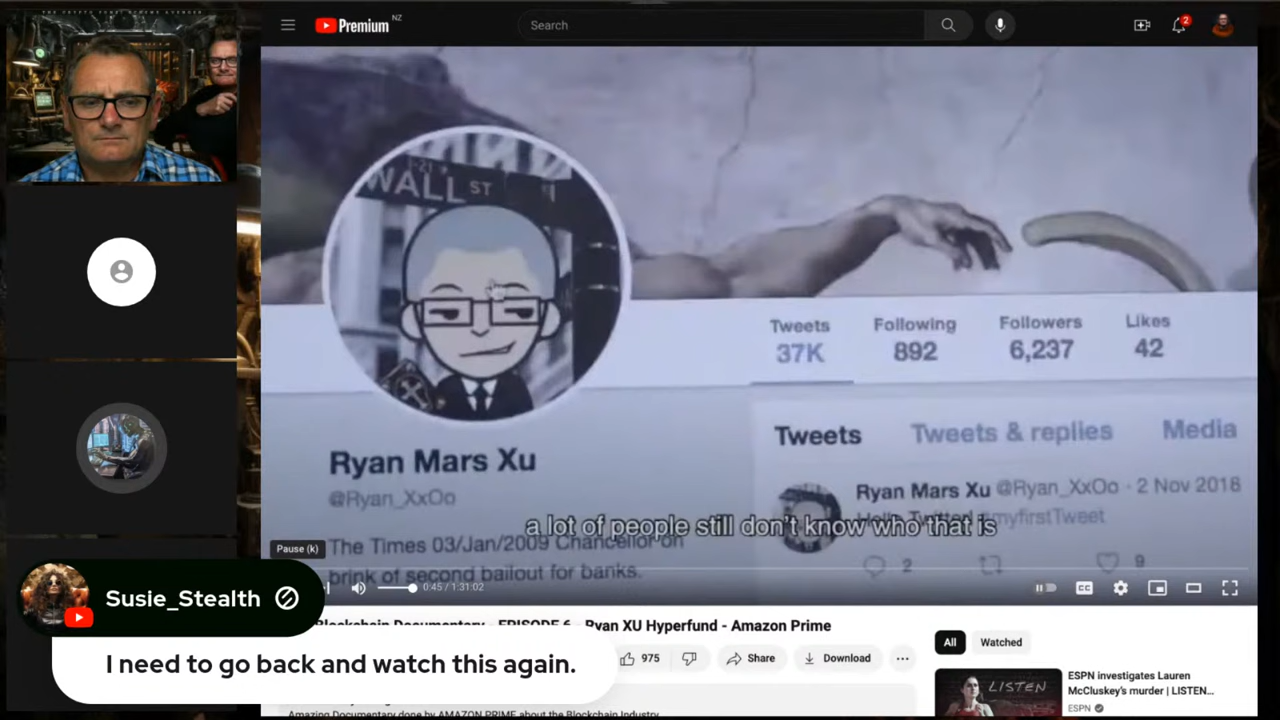 Premium NZ
Search
2
WALL ST
Tweets
37K
Following
892
Followers
6,237
Likes
42
Ryan Mars Xu
@Ryan_XxOo
Tweets
Tweets & replies
Media
Ryan Mars Xu @Ryan_XxOo · 2 Nov 2018
Hello Twitter! #myfirstTweet
2
9
a lot of people still don't know who that is
The Times 03/Jan/2009 Chancellor on
brink of second bailout for banks.
Pause (k)
0:45 / 1:31:02
CC
Blockchain Documentary - EPISODE 6 - Ryan XU Hyperfund - Amazon Prime
975
Share
Download
Amazing Documentary done by AMAZON PRIME about the Blockchain Industry
All
Watched
LISTEN
ESPN investigates Lauren
McCluskey's murder | LISTEN...
ESPN
Susie_Stealth
I need to go back and watch this again.